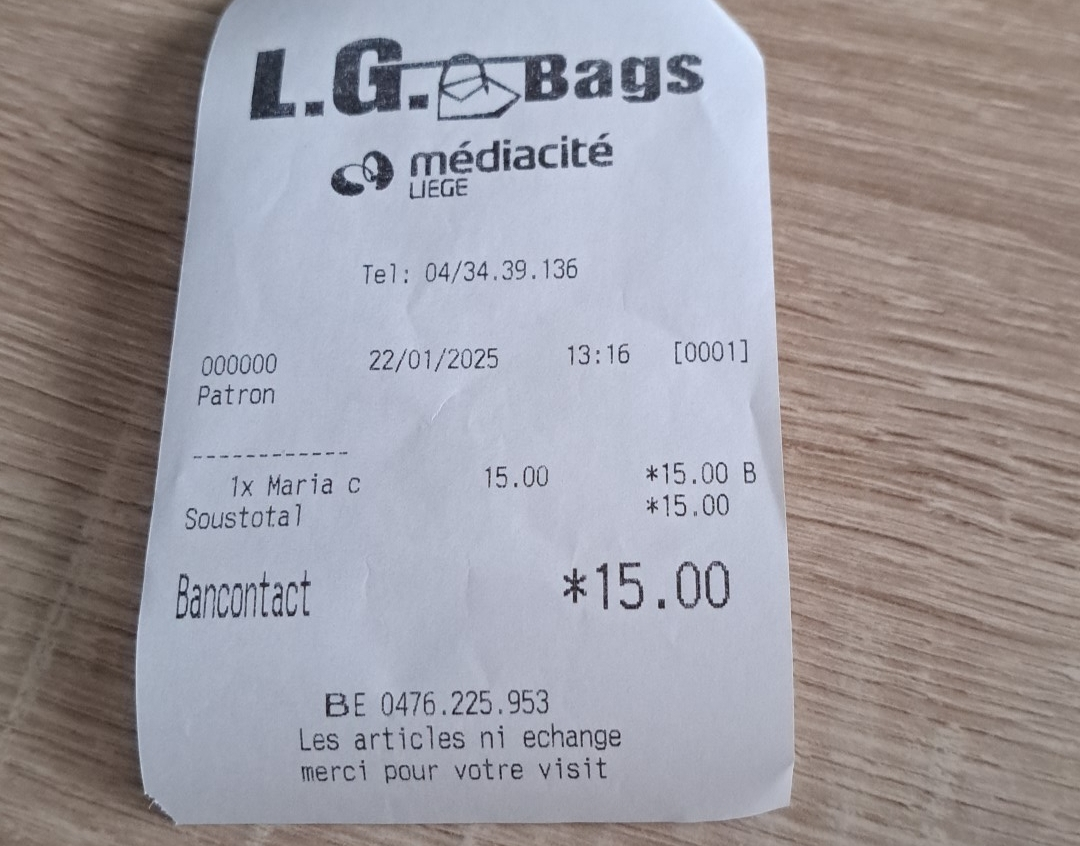 L.G. Bags
médiacité
LIEGE
Tel: 04/34.39.136
000000 22/01/2025 13:16 [0001]
Patron
------------
1x Maria c 15.00 *15.00 B
Soustotal *15.00
Bancontact *15.00
BE 0476.225.953
Les articles ni echange
merci pour votre visit